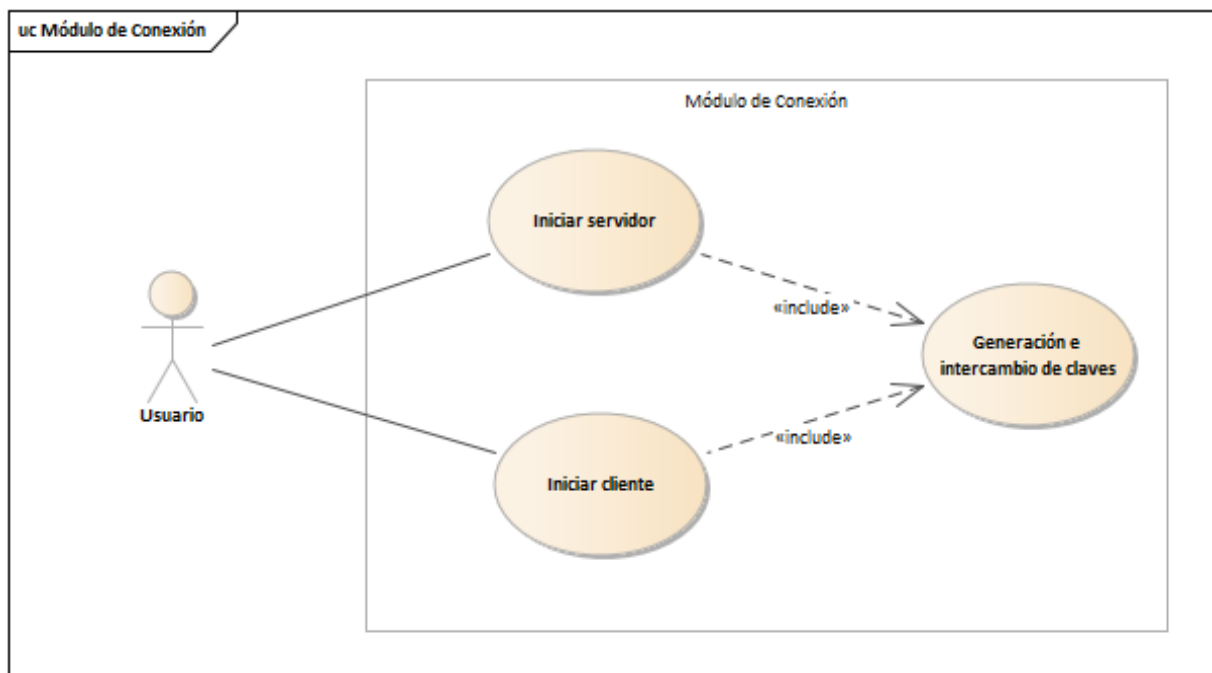 uc Módulo de Conexión
Módulo de Conexión
Iniciar servidor
«include»
Generación e
intercambio de claves
Usuario
«include»
Iniciar cliente